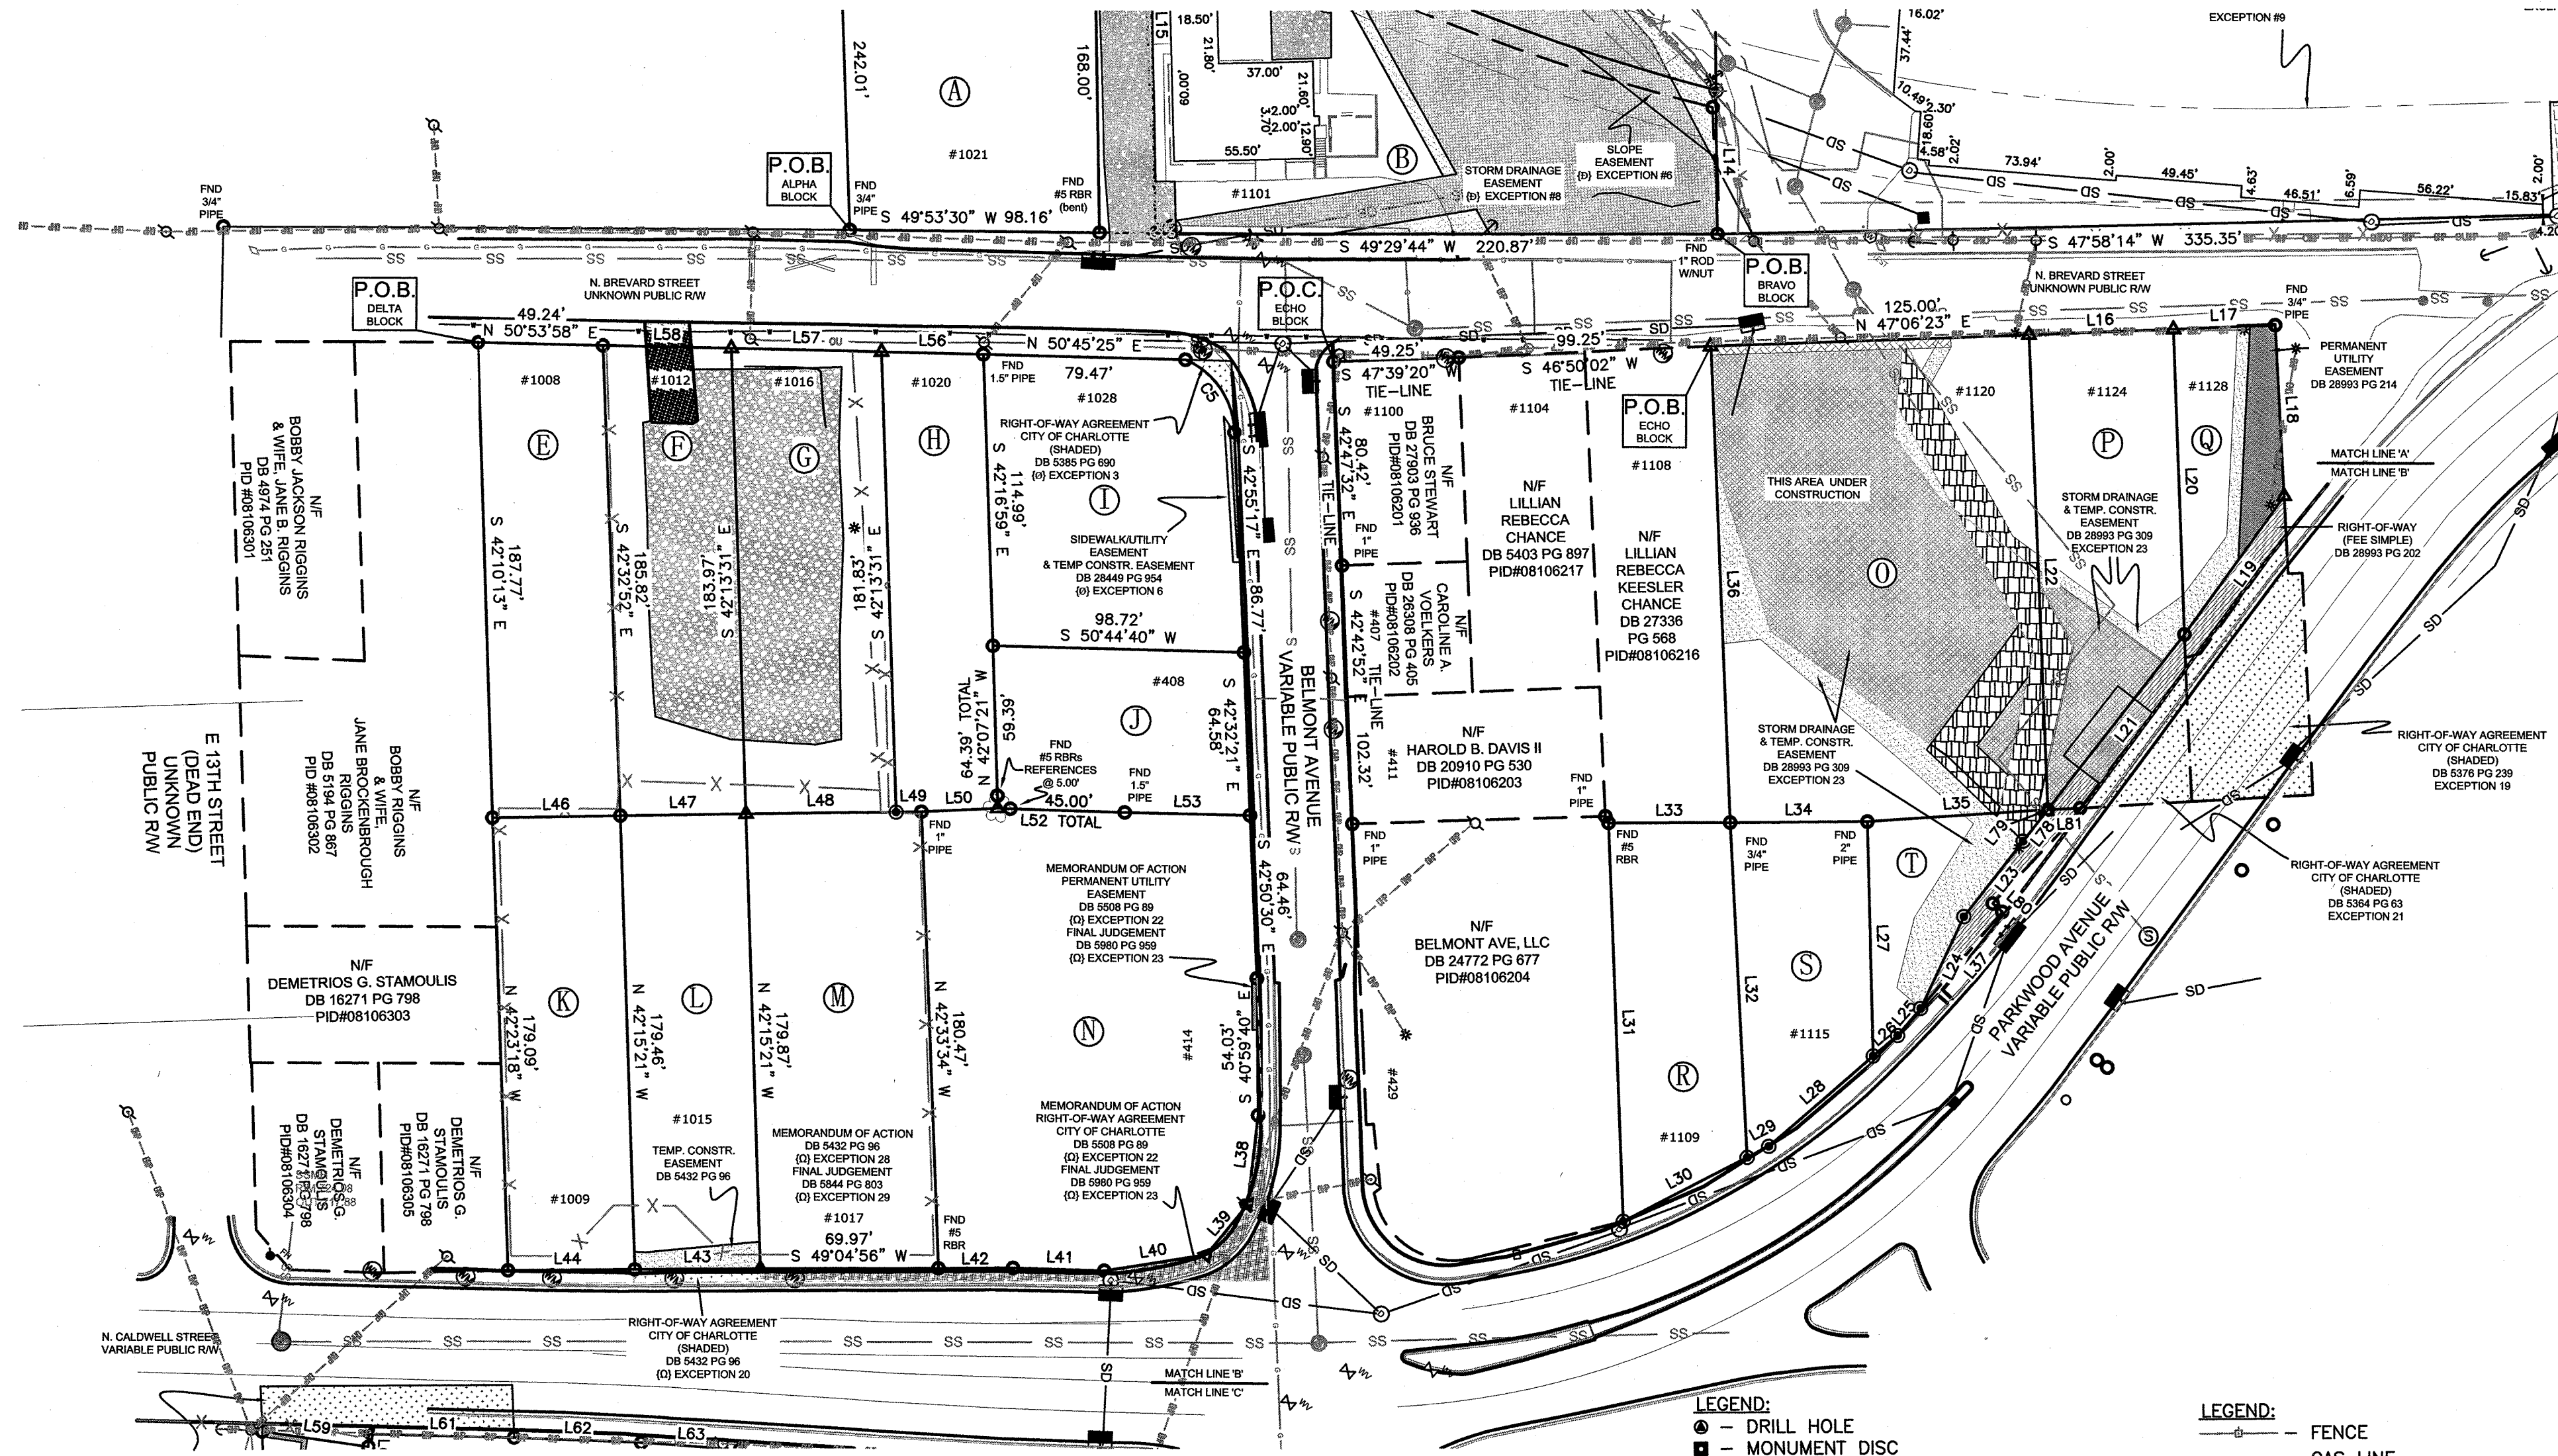 EXCEPTION #9
242.01'
168.00'
L15
18.50'
21.80'
37.00'
21.60'
60.00'
2.00'
3.70'
2.00'
12.90'
55.50'
16.02'
37.44'
10.49'
2.30'
18.60'
4.58'
2.02'
73.94'
2.00'
49.45'
4.63'
46.51'
6.59'
56.22'
15.83'
2.00'
4.20
A
#1021
B
#1101
L14
SLOPE
EASEMENT
{Ð} EXCEPTION #6
STORM DRAINAGE
EASEMENT
{Ð} EXCEPTION #8
P.O.B.
ALPHA
BLOCK
FND
3/4"
PIPE
FND
3/4"
PIPE
FND
#5 RBR
(bent)
S 49°53'30" W 98.16'
S 49°29'44" W 220.87'
S 47°58'14" W 335.35'
FND
1" ROD
W/NUT
P.O.B.
BRAVO
BLOCK
P.O.C.
ECHO
BLOCK
P.O.B.
DELTA
BLOCK
N. BREVARD STREET
UNKNOWN PUBLIC R/W
N. BREVARD STREET
UNKNOWN PUBLIC R/W
FND
3/4"
PIPE
49.24'
N 50°53'58" E
L58
L57
L56
N 50°45'25" E
79.47'
FND
1.5" PIPE
49.25'
S 47°39'20" W
TIE-LINE
99.25'
S 46°50'02" W
TIE-LINE
125.00'
N 47°06'23" E
L16
L17
PERMANENT
UTILITY
EASEMENT
DB 28993 PG 214
L18
#1008
#1012
#1016
#1020
#1028
C5
#1100
#1104
P.O.B.
ECHO
BLOCK
#1108
#1120
#1124
#1128
E
F
G
H
I
O
P
Q
RIGHT-OF-WAY AGREEMENT
CITY OF CHARLOTTE
(SHADED)
DB 5385 PG 690
{Ø} EXCEPTION 3
SIDEWALK/UTILITY
EASEMENT
& TEMP CONSTR. EASEMENT
DB 28449 PG 954
{Ø} EXCEPTION 6
N/F
BOBBY JACKSON RIGGINS
& WIFE, JANE B. RIGGINS
DB 4974 PG 251
PID #08106301
S 42°10'13" E
187.77'
S 42°32'52" E
185.82'
S 42°13'31" E
183.97'
S 42°13'31" E
181.83'
S 42°16'59" E
114.99'
S 42°55'17" E 86.77'
TIE-LINE
S 42°47'32" E
80.42'
N/F
BRUCE STEWART
DB 27903 PG 936
PID#08106201
FND
1"
PIPE
N/F
CAROLINE A.
VOELKERS
DB 26308 PG 405
PID#08106202
#407
S 42°42'52" E 102.32'
TIE-LINE
N/F
LILLIAN
REBECCA
CHANCE
DB 5403 PG 897
PID#08106217
N/F
LILLIAN
REBECCA
KEESLER
CHANCE
DB 27336
PG 568
PID#08106216
THIS AREA UNDER
CONSTRUCTION
L36
L22
L20
L19
L21
STORM DRAINAGE
& TEMP. CONSTR.
EASEMENT
DB 28993 PG 309
EXCEPTION 23
MATCH LINE 'A'
MATCH LINE 'B'
RIGHT-OF-WAY
(FEE SIMPLE)
DB 28993 PG 202
98.72'
S 50°44'40" W
#408
J
N 42°07'21" W
59.39'
64.39' TOTAL
S 42°32'21" E
64.58'
FND
#5 RBRs
REFERENCES
@ 5.00'
FND
1.5"
PIPE
BELMONT AVENUE
VARIABLE PUBLIC R/W
N/F
HAROLD B. DAVIS II
DB 20910 PG 530
PID#08106203
#411
FND
1"
PIPE
STORM DRAINAGE
& TEMP. CONSTR.
EASEMENT
DB 28993 PG 309
EXCEPTION 23
RIGHT-OF-WAY AGREEMENT
CITY OF CHARLOTTE
(SHADED)
DB 5376 PG 239
EXCEPTION 19
E 13TH STREET
(DEAD END)
UNKNOWN
PUBLIC R/W
N/F
BOBBY RIGGINS
& WIFE,
JANE BROCKENBROUGH
RIGGINS
DB 5194 PG 867
PID #08106302
L46
L47
L48
L49
L50
45.00'
L52 TOTAL
L53
FND
1"
PIPE
FND
1"
PIPE
L33
L34
L35
FND
#5
RBR
FND
3/4"
PIPE
FND
2"
PIPE
T
L79
L78
L81
L23
L80
RIGHT-OF-WAY AGREEMENT
CITY OF CHARLOTTE
(SHADED)
DB 5364 PG 63
EXCEPTION 21
MEMORANDUM OF ACTION
PERMANENT UTILITY
EASEMENT
DB 5508 PG 89
{Ω} EXCEPTION 22
FINAL JUDGEMENT
DB 5980 PG 959
{Ω} EXCEPTION 23
S 42°50'30" E
64.46'
N/F
DEMETRIOS G. STAMOULIS
DB 16271 PG 798
PID#08106303
K
L
M
N
N 42°23'18" W
179.09'
N 42°15'21" W
179.46'
N 42°15'21" W
179.87'
N 42°33'34" W
180.47'
#414
S 40°59'40" E
54.03'
N/F
BELMONT AVE, LLC
DB 24772 PG 677
PID#08106204
#429
L31
L32
S
L27
#1115
R
#1109
L24
L37
L25
L26
L28
L29
L30
PARKWOOD AVENUE
VARIABLE PUBLIC R/W
S
N/F
DEMETRIOS G.
STAMOULIS
DB 16271 PG 798
PID#08106304
N/F
DEMETRIOS G.
STAMOULIS
DB 16271 PG 798
PID#08106305
#1009
#1015
TEMP. CONSTR.
EASEMENT
DB 5432 PG 96
MEMORANDUM OF ACTION
DB 5432 PG 96
{Ω} EXCEPTION 28
FINAL JUDGEMENT
DB 5844 PG 803
{Ω} EXCEPTION 29
#1017
69.97'
S 49°04'56" W
MEMORANDUM OF ACTION
RIGHT-OF-WAY AGREEMENT
CITY OF CHARLOTTE
DB 5508 PG 89
{Ω} EXCEPTION 22
FINAL JUDGEMENT
DB 5980 PG 959
{Ω} EXCEPTION 23
FND
#5
RBR
L38
L39
L44
L43
L42
L41
L40
N. CALDWELL STREET
VARIABLE PUBLIC R/W
RIGHT-OF-WAY AGREEMENT
CITY OF CHARLOTTE
(SHADED)
DB 5432 PG 96
{Ω} EXCEPTION 20
MATCH LINE 'B'
MATCH LINE 'C'
L59
L61
L62
L63
LEGEND:
- DRILL HOLE
- MONUMENT DISC
LEGEND:
- FENCE